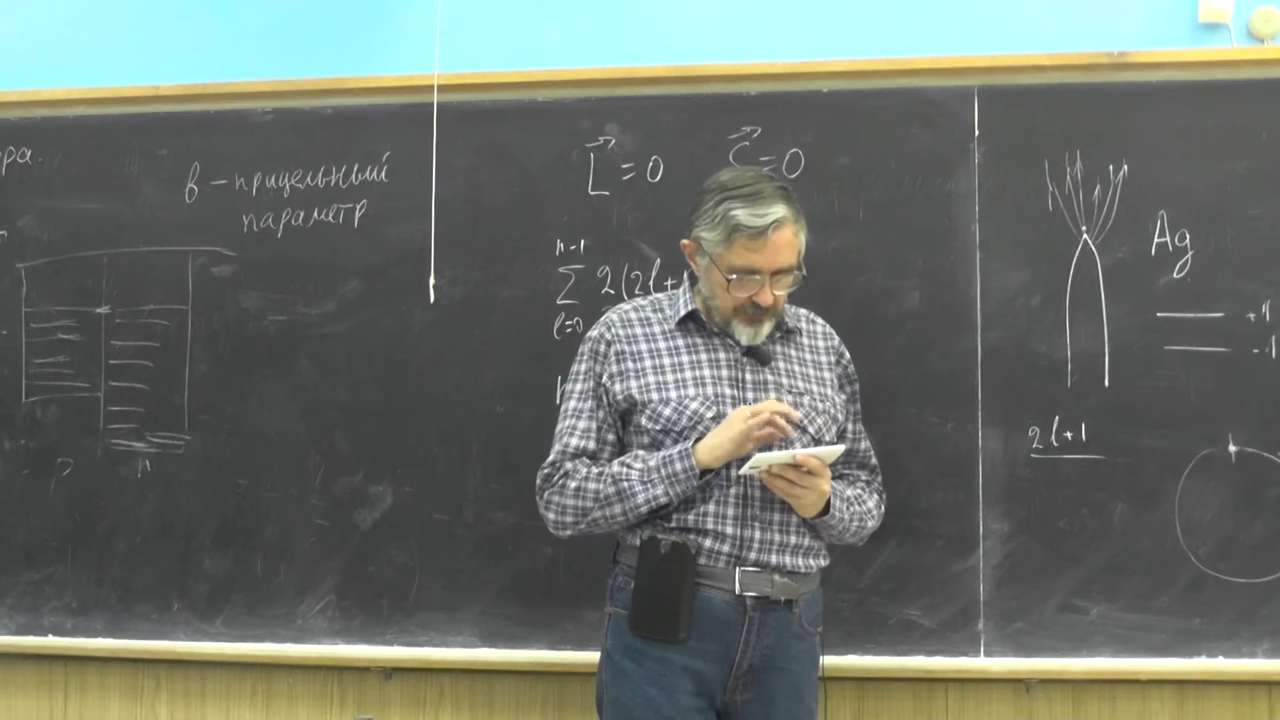 ра.
в – прицельный
параметр
p n
L⃗ = 0 S⃗ = 0
n-1
∑ 2(2l+1
l=0
Ag
+1
-1
2l+1